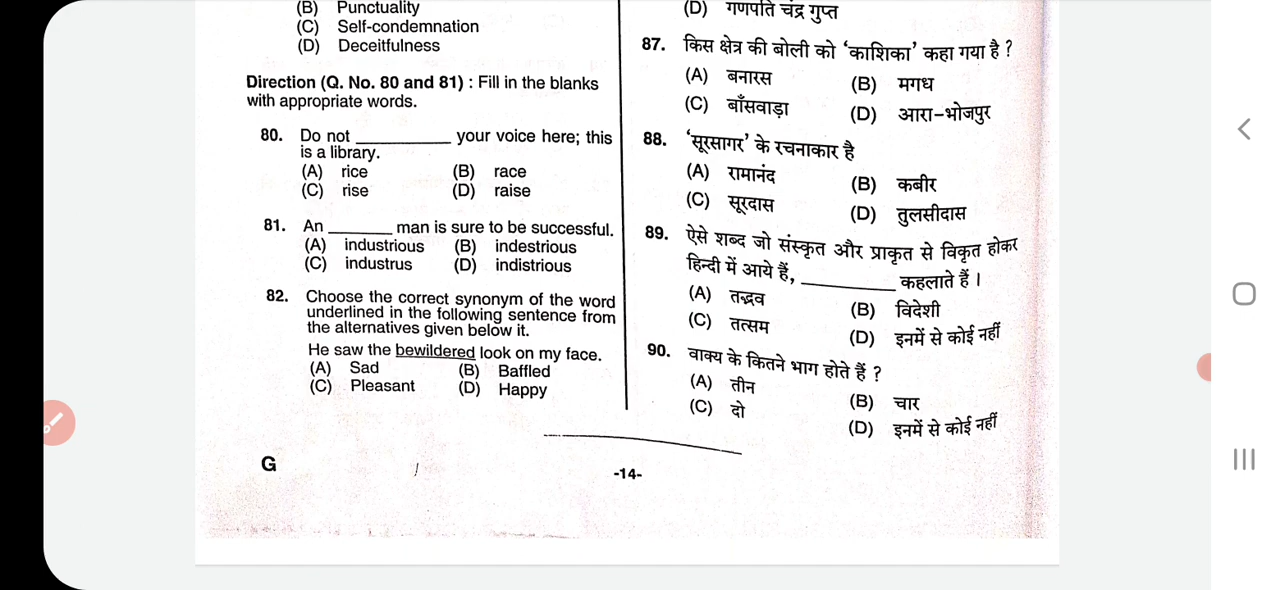 (B) Punctuality
(C) Self-condemnation
(D) Deceitfulness
Direction (Q. No. 80 and 81) : Fill in the blanks
with appropriate words.
80. Do not __________ your voice here; this
is a library.
(A) rice (B) race
(C) rise (D) raise
81. An _______ man is sure to be successful.
(A) industrious (B) indestrious
(C) industrus (D) indistrious
82. Choose the correct synonym of the word
underlined in the following sentence from
the alternatives given below it.
He saw the bewildered look on my face.
(A) Sad (B) Baffled
(C) Pleasant (D) Happy
(D) गणपति चंद्र गुप्त
87. किस क्षेत्र की बोली को ‘काशिका’ कहा गया है ?
(A) बनारस (B) मगध
(C) बाँसवाड़ा (D) आरा–भोजपुर
88. ‘सूरसागर’ के रचनाकार है
(A) रामानंद (B) कबीर
(C) सूरदास (D) तुलसीदास
89. ऐसे शब्द जो संस्कृत और प्राकृत से विकृत होकर
हिन्दी में आये हैं, __________ कहलाते हैं ।
(A) तद्भव (B) विदेशी
(C) तत्सम (D) इनमें से कोई नहीं
90. वाक्य के कितने भाग होते हैं ?
(A) तीन (B) चार
(C) दो (D) इनमें से कोई नहीं
G
-14-